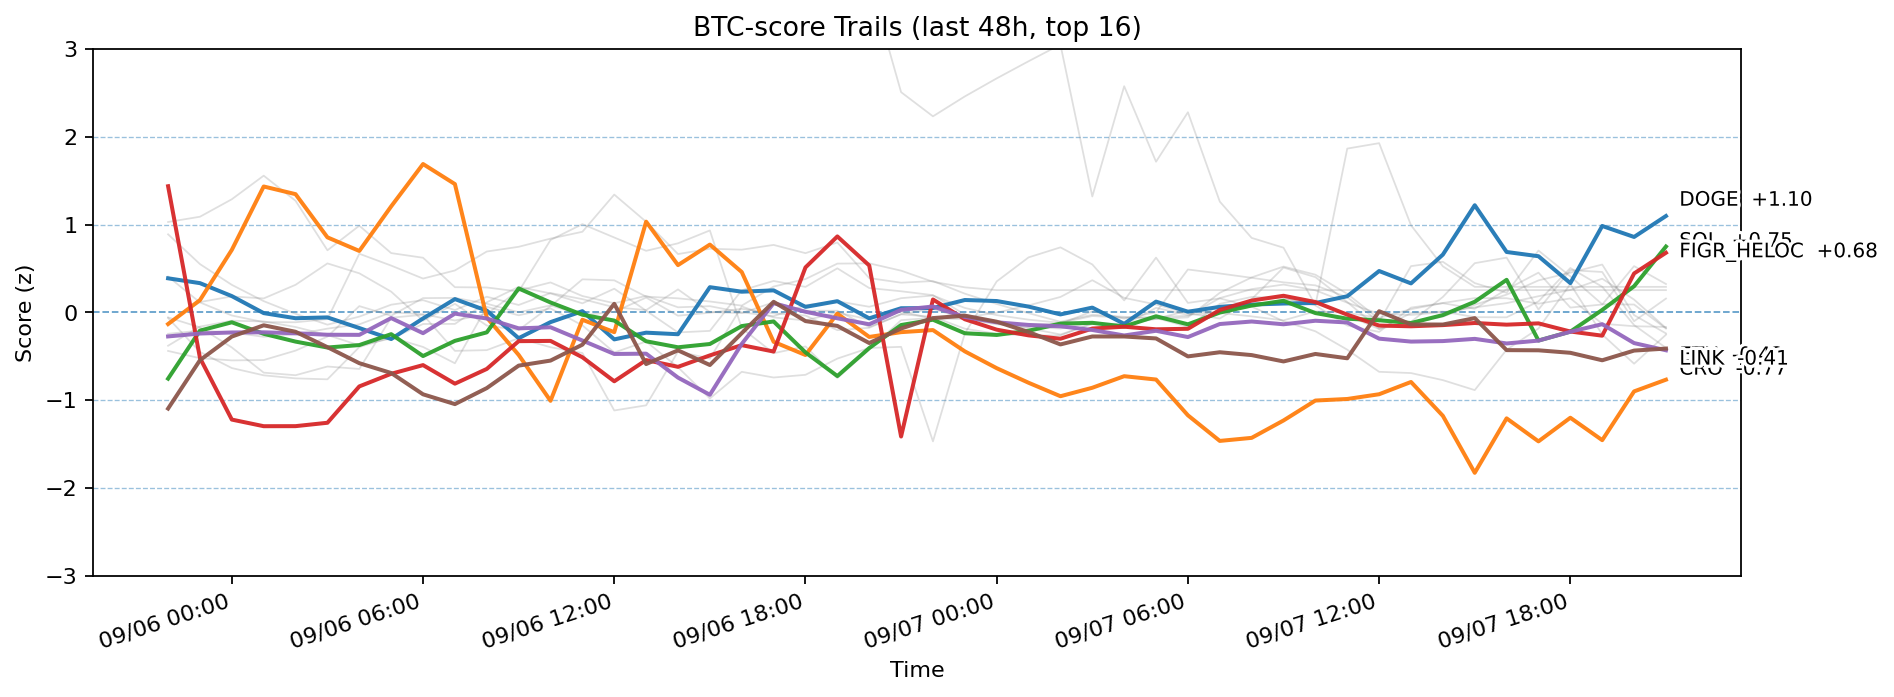 BTC-score Trails (last 48h, top 16)
Score (z)
3
2
1
0
−1
−2
−3
DOGE +1.10
SOL +0.75
FIGR_HELOC +0.68
LINK -0.41
CRO -0.77
09/06 00:00
09/06 06:00
09/06 12:00
09/06 18:00
09/07 00:00
09/07 06:00
09/07 12:00
09/07 18:00
Time